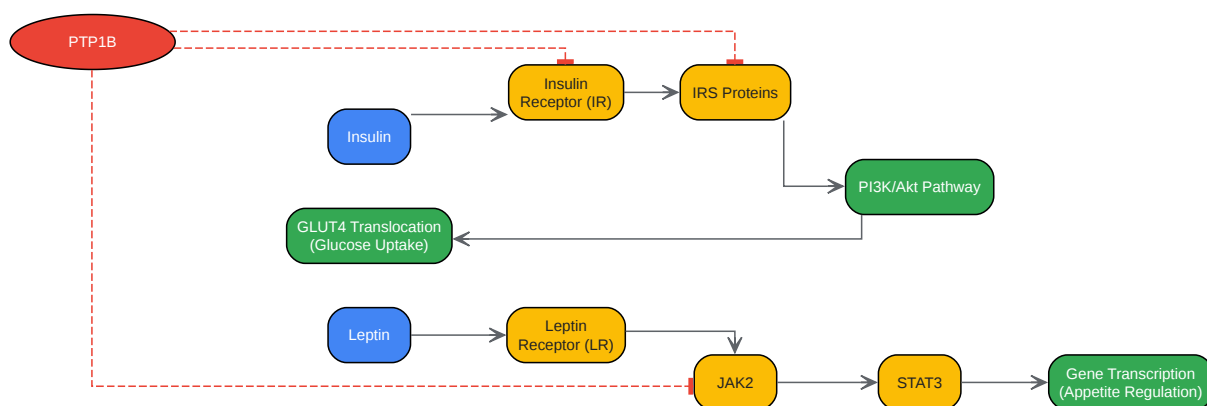 PTP1B
Insulin
Receptor (IR)
IRS Proteins
Insulin
PI3K/Akt Pathway
GLUT4 Translocation
(Glucose Uptake)
Leptin
Leptin
Receptor (LR)
JAK2
STAT3
Gene Transcription
(Appetite Regulation)